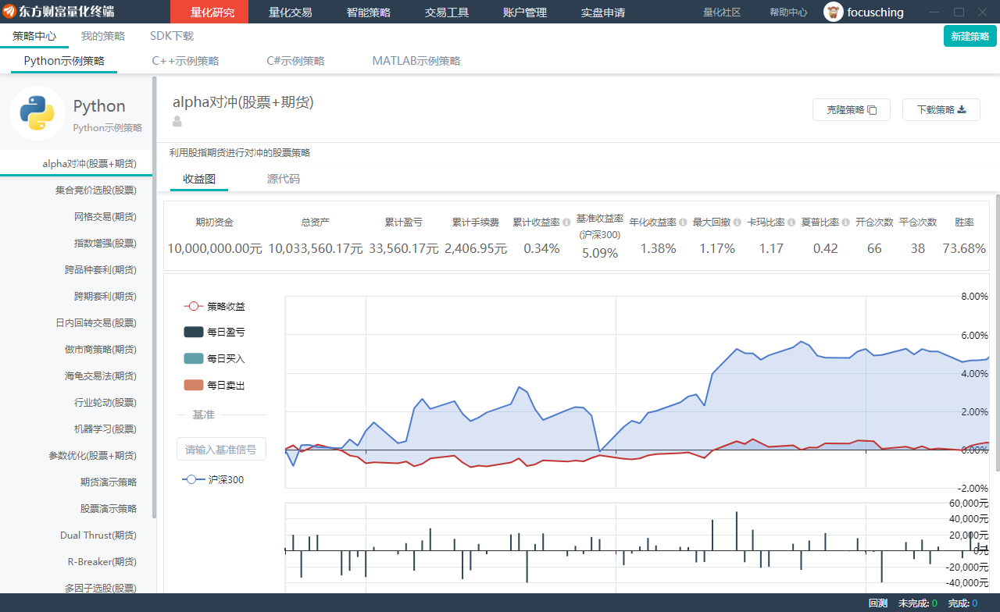 东方财富量化终端 量化研究 量化交易 智能策略 交易工具 账户管理 实盘申请 量化社区 帮助中心 focusching
策略中心 我的策略 SDK下载 新建策略
Python示例策略 C++示例策略 C#示例策略 MATLAB示例策略
Python
Python示例策略
alpha对冲(股票+期货)
集合竞价选股(股票)
网格交易(期货)
指数增强(股票)
跨品种套利(期货)
跨期套利(期货)
日内回转交易(股票)
做市商策略(期货)
海龟交易法(期货)
行业轮动(股票)
机器学习(股票)
参数优化(股票+期货)
期货演示策略
股票演示策略
Dual Thrust(期货)
R-Breaker(期货)
多因子选股(股票)
alpha对冲(股票+期货)
克隆策略 下载策略
利用股指期货进行对冲的股票策略
收益图 源代码
期初资金 总资产 累计盈亏 累计手续费 累计收益率 基准收益率 年化收益率 最大回撤 卡玛比率 夏普比率 开仓次数 平仓次数 胜率
(沪深300)
10,000,000.00元 10,033,560.17元 33,560.17元 2,406.95元 0.34% 5.09% 1.38% 1.17% 1.17 0.42 66 38 73.68%
策略收益
每日盈亏
每日买入
每日卖出
基准
请输入基准信号
沪深300
8.00%
6.00%
4.00%
2.00%
0.00%
-2.00%
60,000元
40,000元
20,000元
0元
-20,000元
-40,000元
回测 未完成: 0 完成: 0